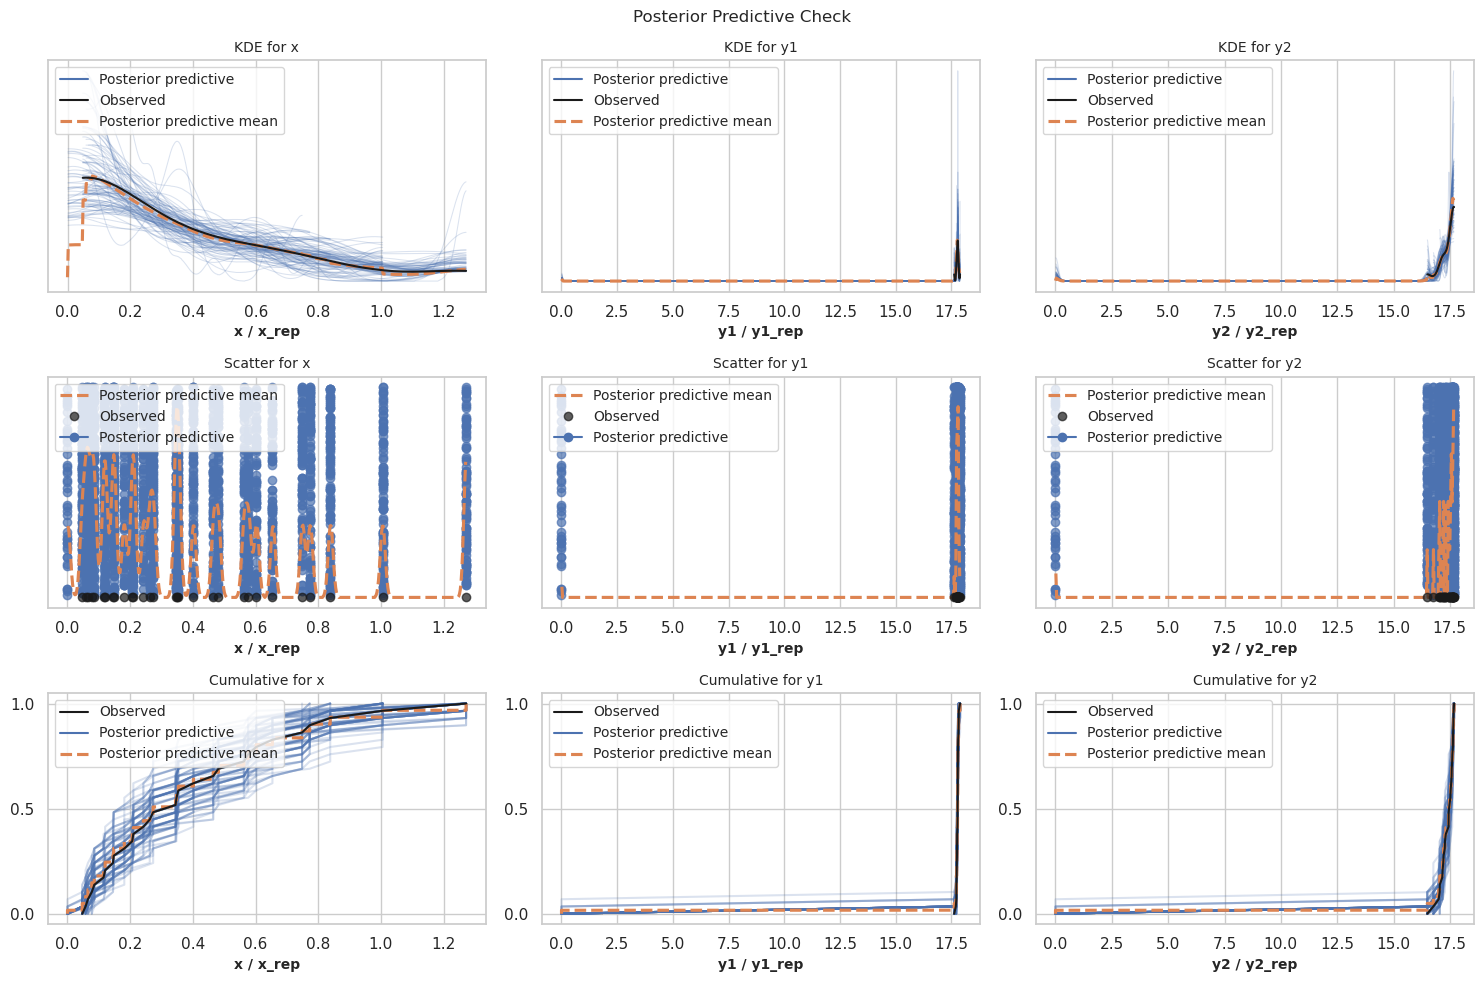 Posterior Predictive Check
KDE for x
Posterior predictive
Observed
Posterior predictive mean
0.0 0.2 0.4 0.6 0.8 1.0 1.2
x / x_rep
KDE for y1
Posterior predictive
Observed
Posterior predictive mean
0.0 2.5 5.0 7.5 10.0 12.5 15.0 17.5
y1 / y1_rep
KDE for y2
Posterior predictive
Observed
Posterior predictive mean
0.0 2.5 5.0 7.5 10.0 12.5 15.0 17.5
y2 / y2_rep
Scatter for x
Posterior predictive mean
Observed
Posterior predictive
0.0 0.2 0.4 0.6 0.8 1.0 1.2
x / x_rep
Scatter for y1
Posterior predictive mean
Observed
Posterior predictive
0.0 2.5 5.0 7.5 10.0 12.5 15.0 17.5
y1 / y1_rep
Scatter for y2
Posterior predictive mean
Observed
Posterior predictive
0.0 2.5 5.0 7.5 10.0 12.5 15.0 17.5
y2 / y2_rep
Cumulative for x
1.0
0.5
0.0
Observed
Posterior predictive
Posterior predictive mean
0.0 0.2 0.4 0.6 0.8 1.0 1.2
x / x_rep
Cumulative for y1
1.0
0.5
0.0
Observed
Posterior predictive
Posterior predictive mean
0.0 2.5 5.0 7.5 10.0 12.5 15.0 17.5
y1 / y1_rep
Cumulative for y2
1.0
0.5
0.0
Observed
Posterior predictive
Posterior predictive mean
0.0 2.5 5.0 7.5 10.0 12.5 15.0 17.5
y2 / y2_rep